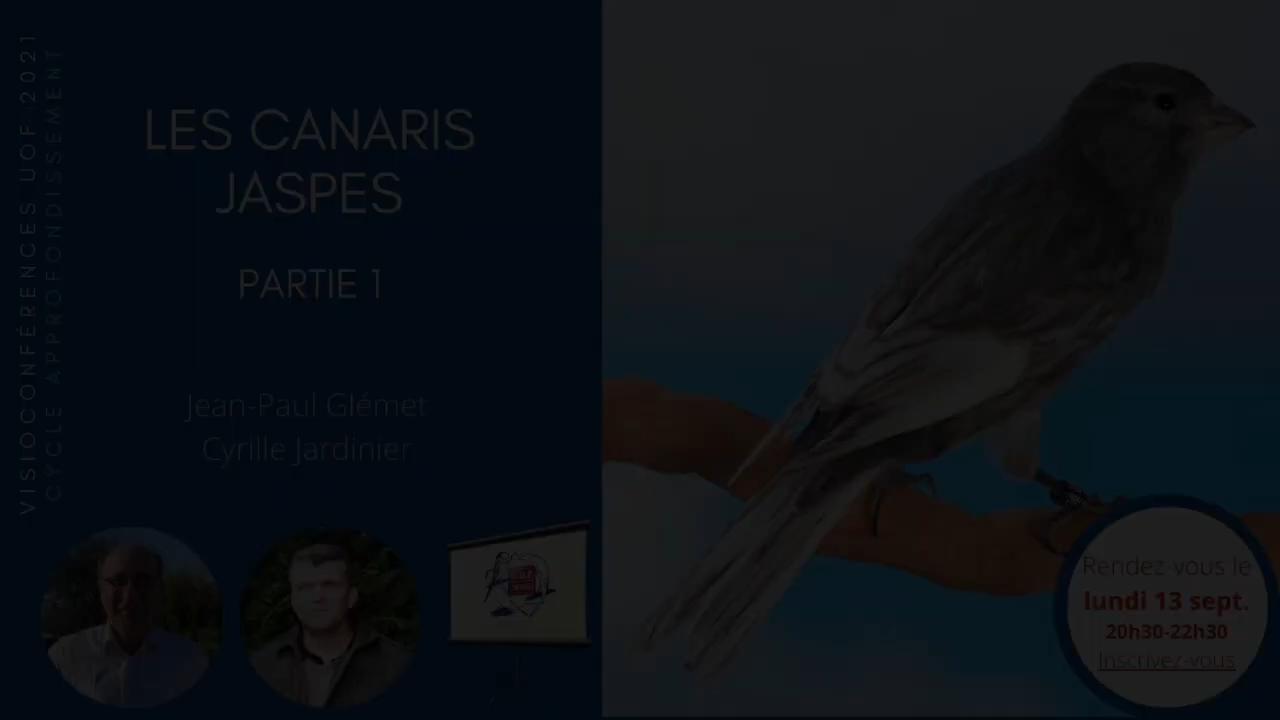 VISIOCONFÉRENCES UOF 2021
CYCLE APPROFONDISSEMENT
LES CANARIS
JASPES
PARTIE 1
Jean-Paul Glémet
Cyrille Jardinier
Rendez-vous le
lundi 13 sept.
20h30-22h30
Inscrivez-vous